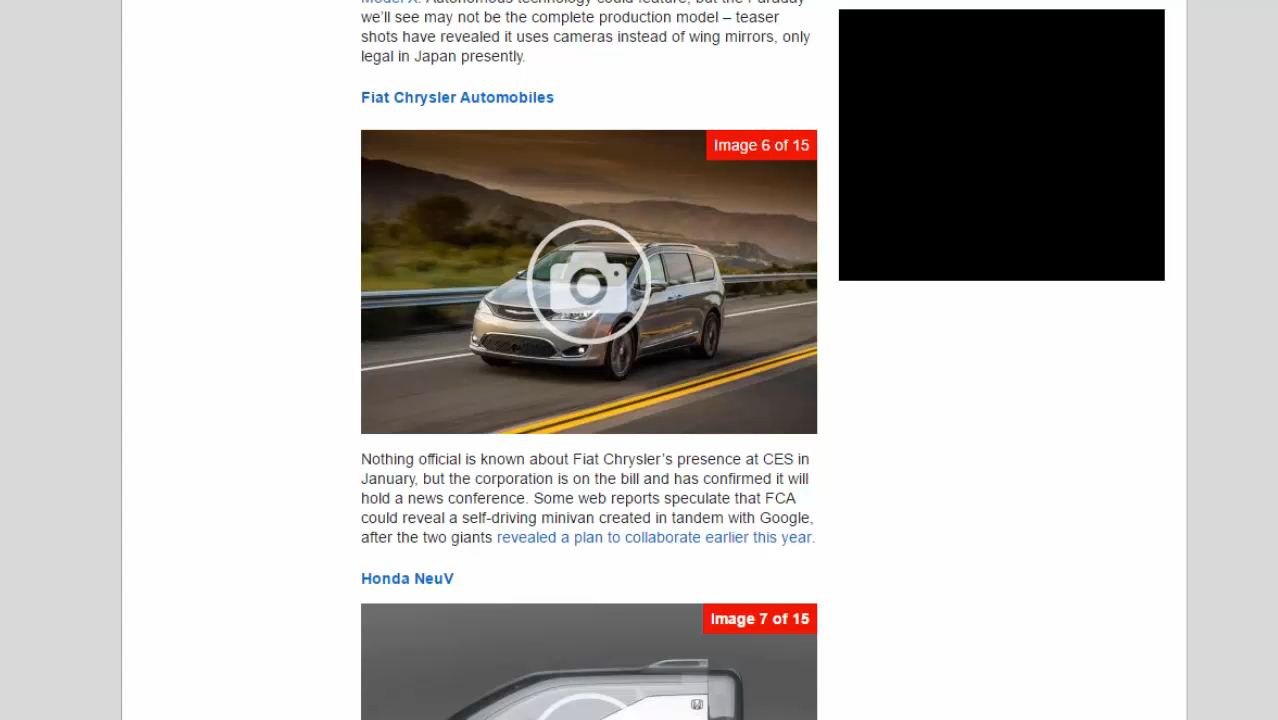 we'll see may not be the complete production model – teaser
shots have revealed it uses cameras instead of wing mirrors, only
legal in Japan presently.
Fiat Chrysler Automobiles
Image 6 of 15
Nothing official is known about Fiat Chrysler's presence at CES in
January, but the corporation is on the bill and has confirmed it will
hold a news conference. Some web reports speculate that FCA
could reveal a self-driving minivan created in tandem with Google,
after the two giants revealed a plan to collaborate earlier this year.
Honda NeuV
Image 7 of 15